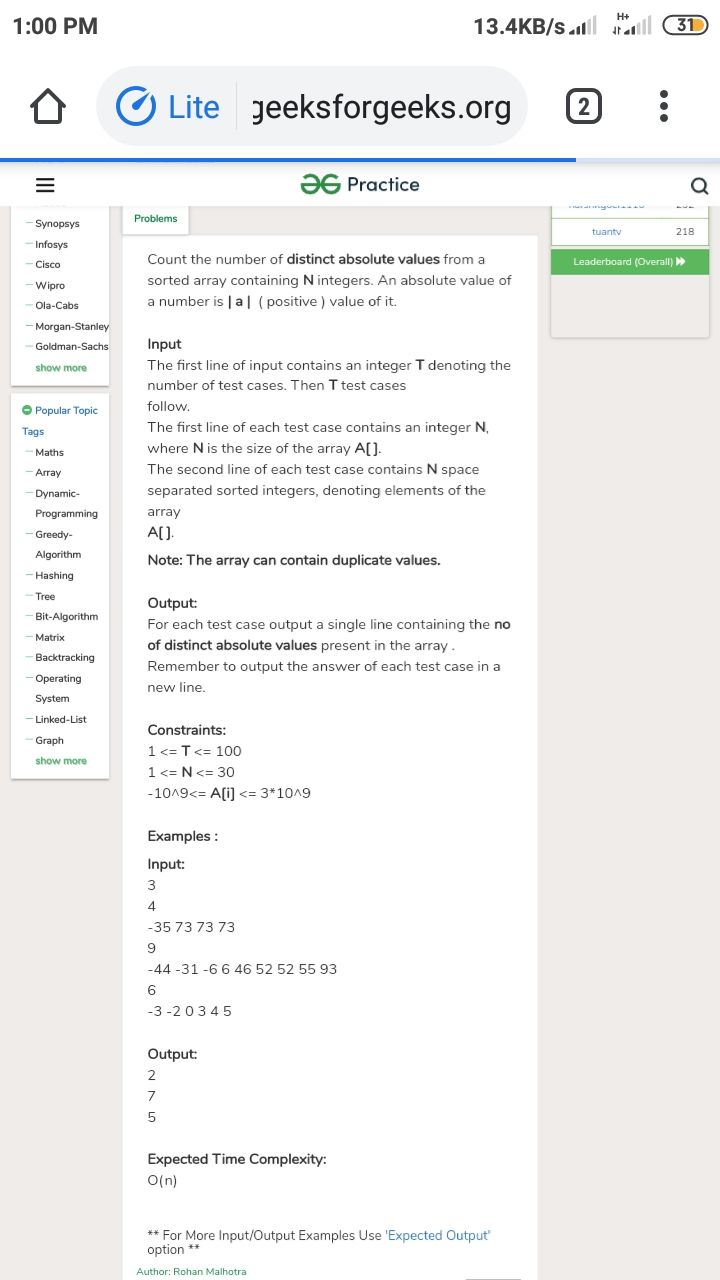 1:00 PM
13.4KB/s
H+
31
Lite
geeksforgeeks.org
2
Practice
Synopsys
Infosys
Cisco
Wipro
Ola-Cabs
Morgan-Stanley
Goldman-Sachs
show more
Popular Topic
Tags
Maths
Array
Dynamic-
Programming
Greedy-
Algorithm
Hashing
Tree
Bit-Algorithm
Matrix
Backtracking
Operating
System
Linked-List
Graph
show more
Problems
Count the number of distinct absolute values from a
sorted array containing N integers. An absolute value of
a number is | a | ( positive ) value of it.
Input
The first line of input contains an integer T denoting the
number of test cases. Then T test cases
follow.
The first line of each test case contains an integer N,
where N is the size of the array A[ ].
The second line of each test case contains N space
separated sorted integers, denoting elements of the
array
A[ ].
Note: The array can contain duplicate values.
Output:
For each test case output a single line containing the no
of distinct absolute values present in the array .
Remember to output the answer of each test case in a
new line.
Constraints:
1 <= T <= 100
1 <= N <= 30
-10^9<= A[i] <= 3*10^9
Examples :
Input:
3
4
-35 73 73 73
9
-44 -31 -6 6 46 52 52 55 93
6
-3 -2 0 3 4 5
Output:
2
7
5
Expected Time Complexity:
O(n)
** For More Input/Output Examples Use 'Expected Output'
option **
Author: Rohan Malhotra
tuantv 218
Leaderboard (Overall)